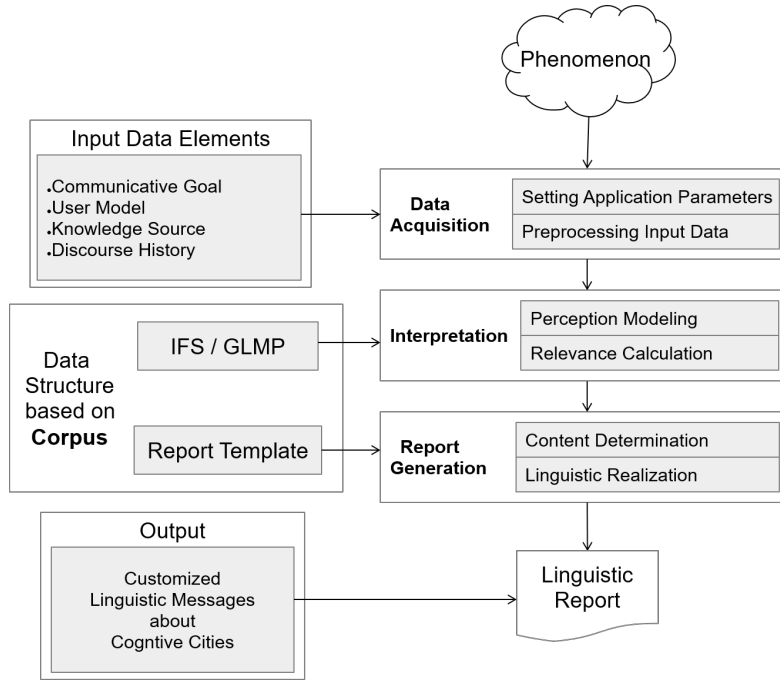 Phenomenon
Input Data Elements
•Communicative Goal
•User Model
•Knowledge Source
•Discourse History
Data
Acquisition
Setting Application Parameters
Preprocessing Input Data
Data
Structure
based on
Corpus
IFS / GLMP
Report Template
Interpretation
Perception Modeling
Relevance Calculation
Report
Generation
Content Determination
Linguistic Realization
Output
Customized
Linguistic Messages
about
Cogntive Cities
Linguistic
Report